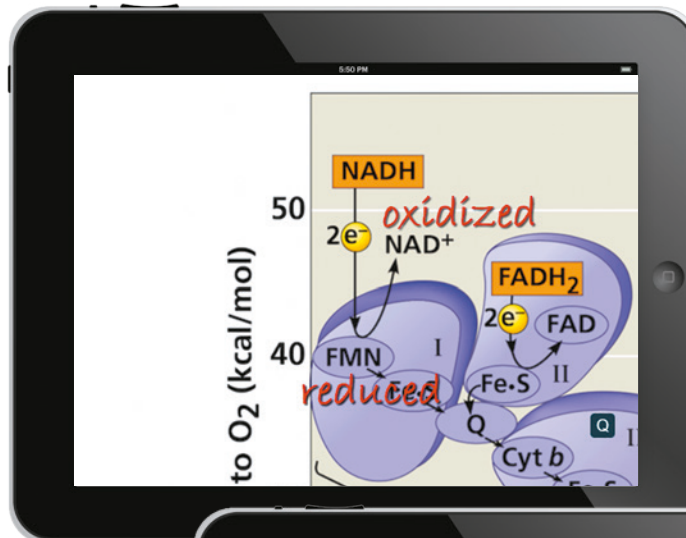 5:50 PM
NADH
50
oxidized
2e⁻
NAD⁺
FADH₂
2e⁻
FAD
40
FMN
I
reduced
Fe•S
II
Q
Q
Cyt b
to O₂ (kcal/mol)